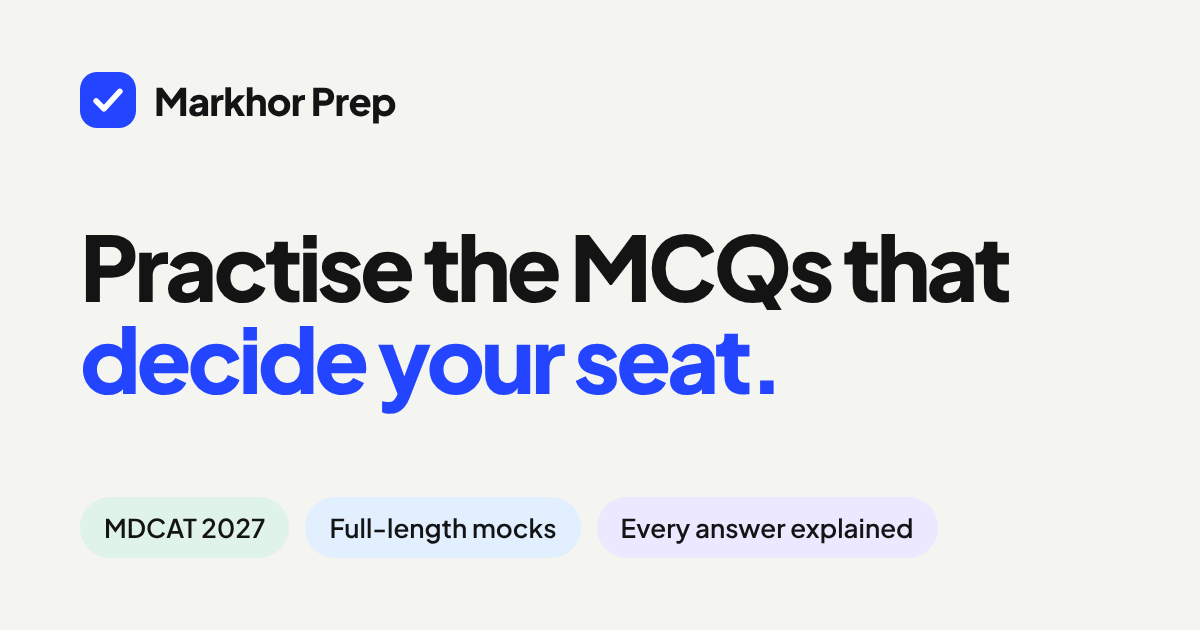 Markhor Prep
Practise the MCQs that
decide your seat.
MDCAT 2027
Full-length mocks
Every answer explained